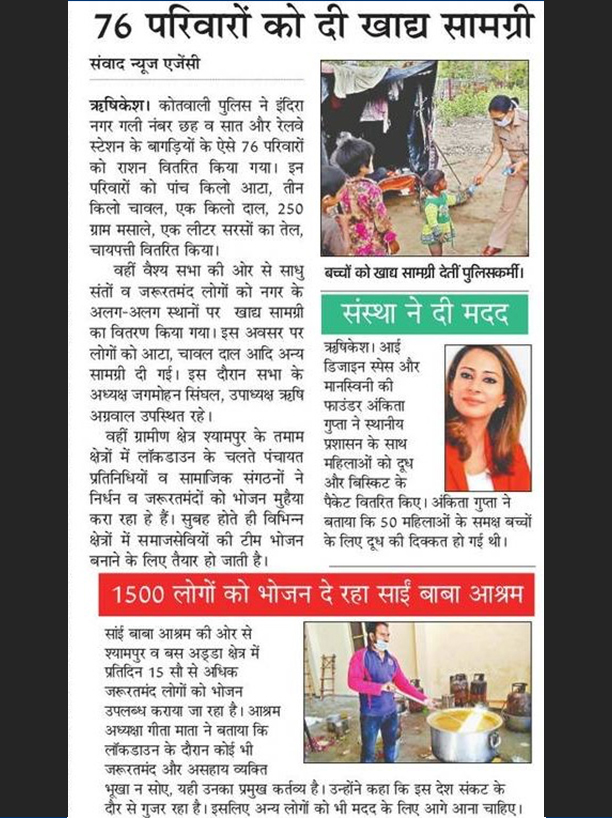 76 परिवारों को दी खाद्य सामग्री
संवाद न्यूज एजेंसी
ऋषिकेश। कोतवाली पुलिस ने इंदिरा
नगर गली नंबर छह व सात और रेलवे
स्टेशन के बागड़ियों के ऐसे 76 परिवारों
को राशन वितरित किया गया। इन
परिवारों को पांच किलो आटा, तीन
किलो चावल, एक किलो दाल, 250
ग्राम मसाले, एक लीटर सरसों का तेल,
चायपत्ती वितरित किया।
वहीं वैश्य सभा की ओर से साधु
संतों व जरूरतमंद लोगों को नगर के
अलग-अलग स्थानों पर खाद्य सामग्री
का वितरण किया गया। इस अवसर पर
लोगों को आटा, चावल दाल आदि अन्य
सामग्री दी गई। इस दौरान सभा के
अध्यक्ष जगमोहन सिंघल, उपाध्यक्ष ऋषि
अग्रवाल उपस्थित रहे।
वहीं ग्रामीण क्षेत्र श्यामपुर के तमाम
क्षेत्रों में लॉकडाउन के चलते पंचायत
प्रतिनिधियों व सामाजिक संगठनों ने
निर्धन व जरूरतमंदों को भोजन मुहैया
करा रहा हे हैं। सुबह होते ही विभिन्न
क्षेत्रों में समाजसेवियों की टीम भोजन
बनाने के लिए तैयार हो जाती है।
बच्चों को खाद्य सामग्री देतीं पुलिसकर्मी।
संस्था ने दी मदद
ऋषिकेश। आई
डिजाइन स्पेस और
मानस्विनी की
फाउंडर अंकिता
गुप्ता ने स्थानीय
प्रशासन के साथ
महिलाओं को दूध
और बिस्किट के
पैकेट वितरित किए। अंकिता गुप्ता ने
बताया कि 50 महिलाओं के समक्ष बच्चों
के लिए दूध की दिक्कत हो गई थी।
1500 लोगों को भोजन दे रहा साईं बाबा आश्रम
सांई बाबा आश्रम की ओर से
श्यामपुर व बस अड्डा क्षेत्र में
प्रतिदिन 15 सौ से अधिक
जरूरतमंद लोगों को भोजन
उपलब्ध कराया जा रहा है। आश्रम
अध्यक्षा गीता माता ने बताया कि
लॉकडाउन के दौरान कोई भी
जरूरतमंद और असहाय व्यक्ति
भूखा न सोए, यही उनका प्रमुख कर्तव्य है। उन्होंने कहा कि इस देश संकट के
दौर से गुजर रहा है। इसलिए अन्य लोगों को भी मदद के लिए आगे आना चाहिए।